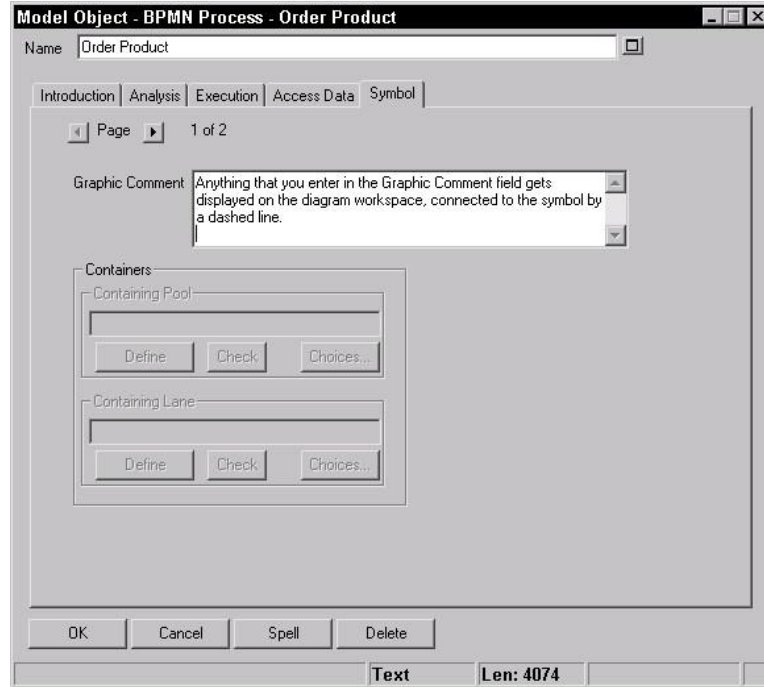 Model Object - BPMN Process - Order Product
Name Order Product
Introduction Analysis Execution Access Data Symbol
Page 1 of 2
Graphic Comment Anything that you enter in the Graphic Comment field gets
displayed on the diagram workspace, connected to the symbol by
a dashed line.
Containers
Containing Pool
Define Check Choices...
Containing Lane
Define Check Choices...
OK Cancel Spell Delete
Text Len: 4074